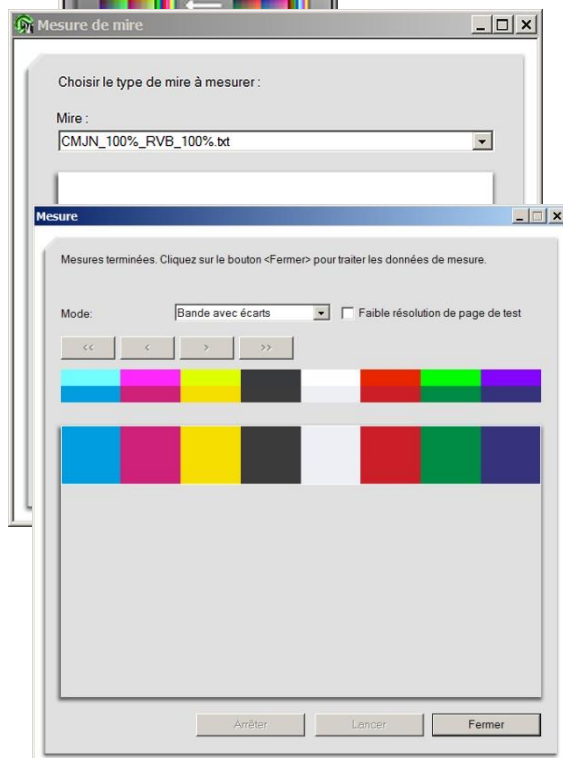 Mesure de mire
Choisir le type de mire à mesurer :
Mire :
CMJN_100%_RVB_100%.txt
Mesure
Mesures terminées. Cliquez sur le bouton <Fermer> pour traiter les données de mesure.
Mode: Bande avec écarts Faible résolution de page de test
<< < > >>
Arrêter Lancer Fermer